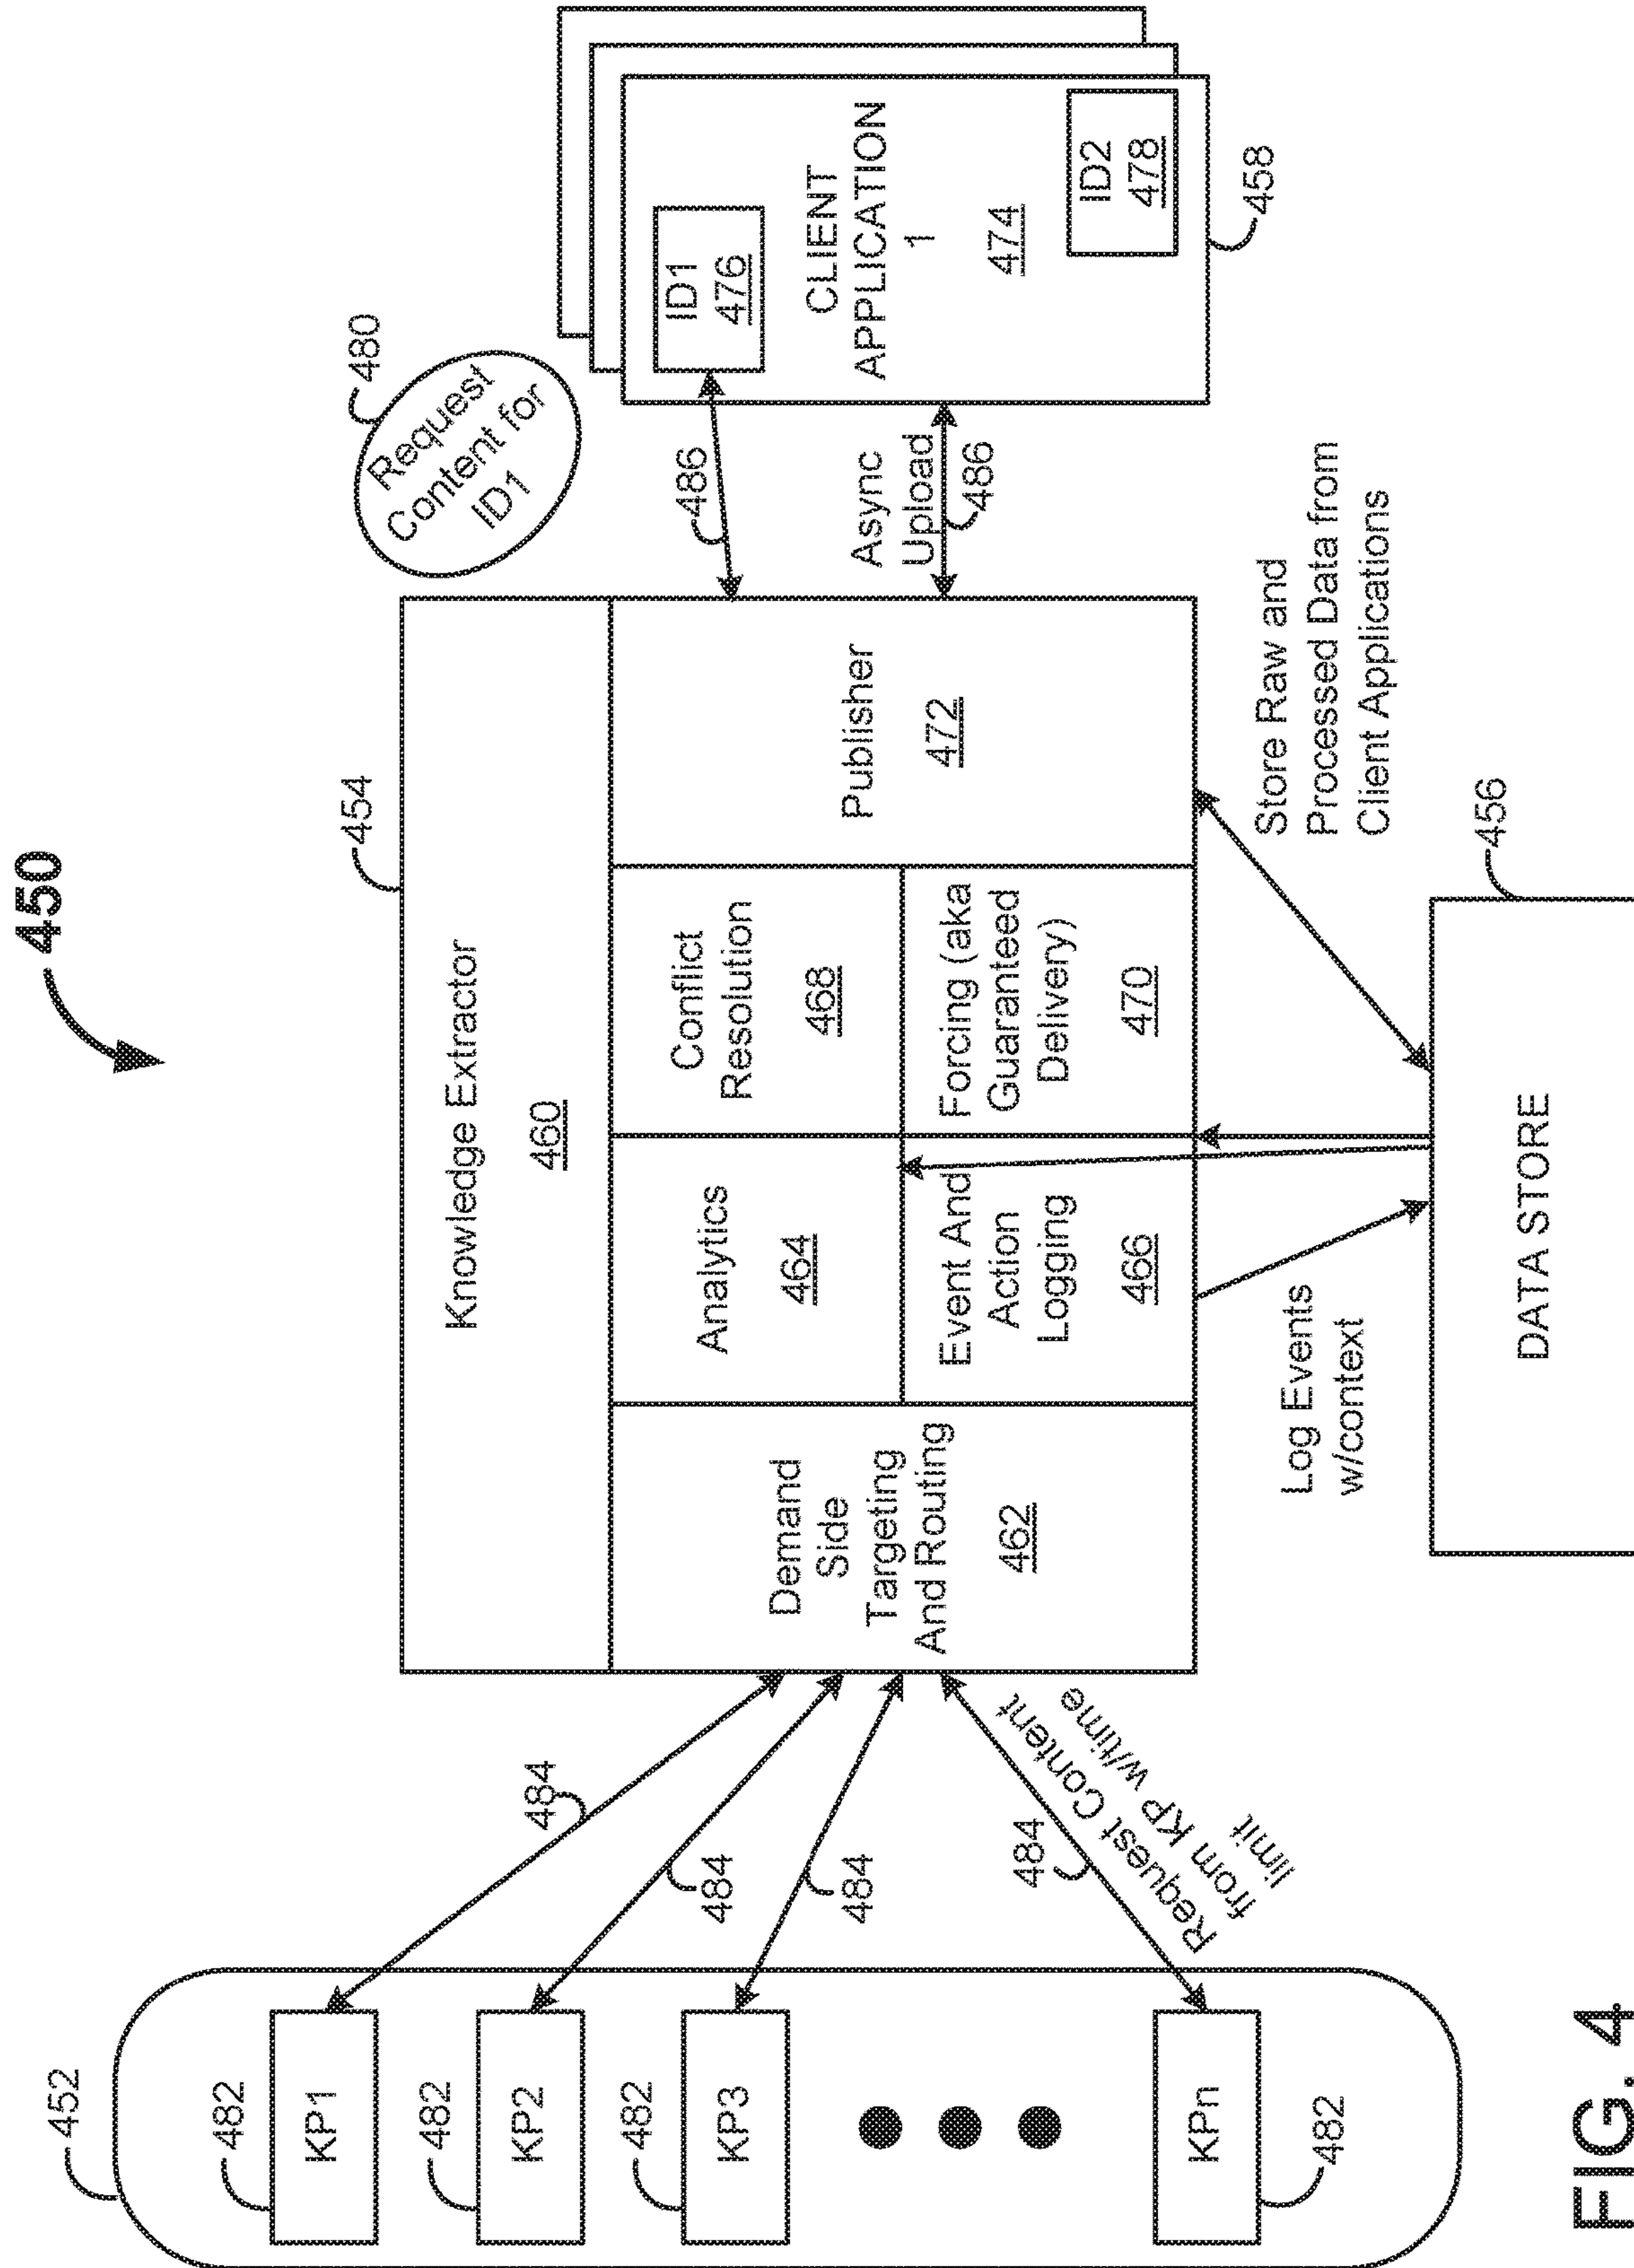 450
452
482
KP1
482
KP2
482
KP3
KPn
482
484
484
484
484
Request Content
from KP w/time
limit
454
Knowledge Extractor
460
Demand
Side
Targeting
And Routing
462
Analytics
464
Event And
Action
Logging
466
Conflict
Resolution
468
Forcing (aka
Guaranteed
Delivery)
470
Publisher
472
480
Request
Content for
ID1
486
Async
Upload
486
ID1
476
CLIENT
APPLICATION
1
474
ID2
478
458
Log Events
w/context
Store Raw and
Processed Data from
Client Applications
456
DATA STORE
FIG. 4